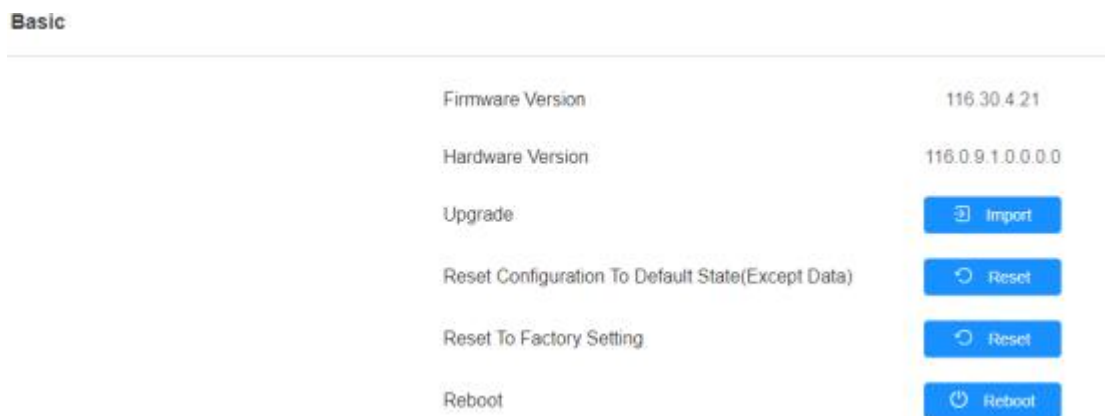 Basic
Firmware Version 116.30.4.21
Hardware Version 116.0.9.1.0.0.0.0
Upgrade Import
Reset Configuration To Default State(Except Data) Reset
Reset To Factory Setting Reset
Reboot Reboot